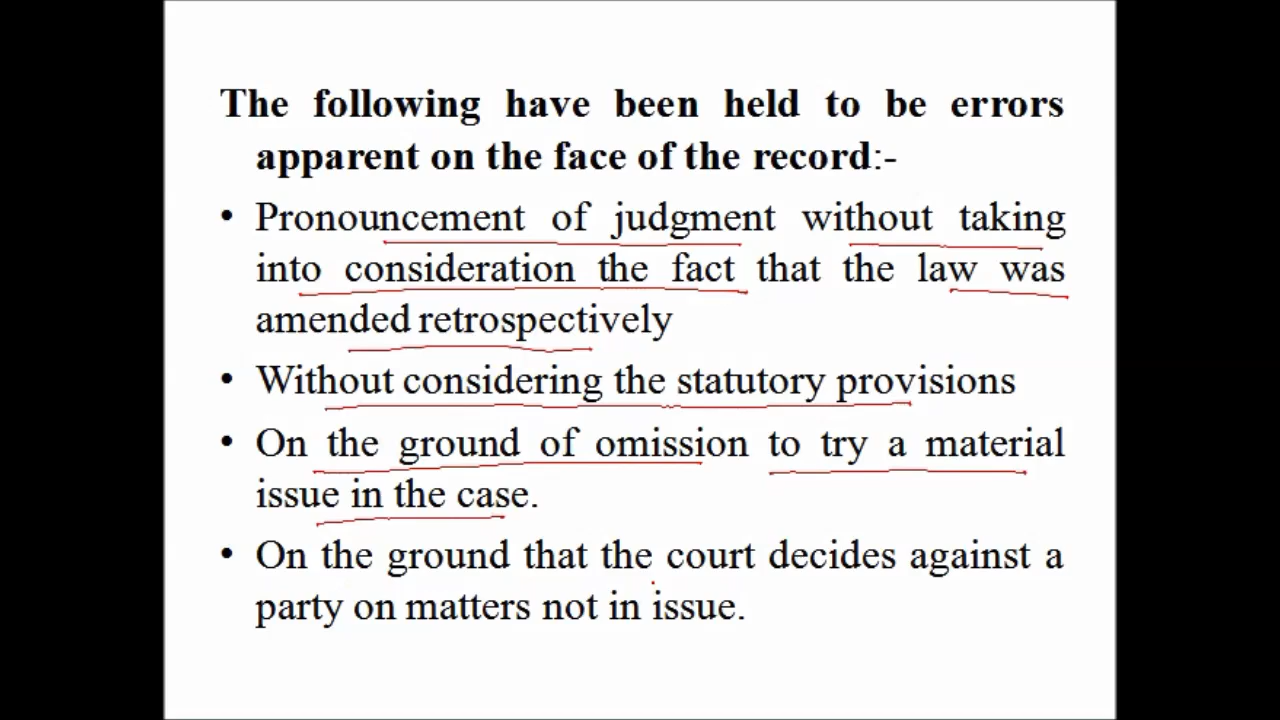 The following have been held to be errors
apparent on the face of the record:-
• Pronouncement of judgment without taking
into consideration the fact that the law was
amended retrospectively
• Without considering the statutory provisions
• On the ground of omission to try a material
issue in the case.
• On the ground that the court decides against a
party on matters not in issue.